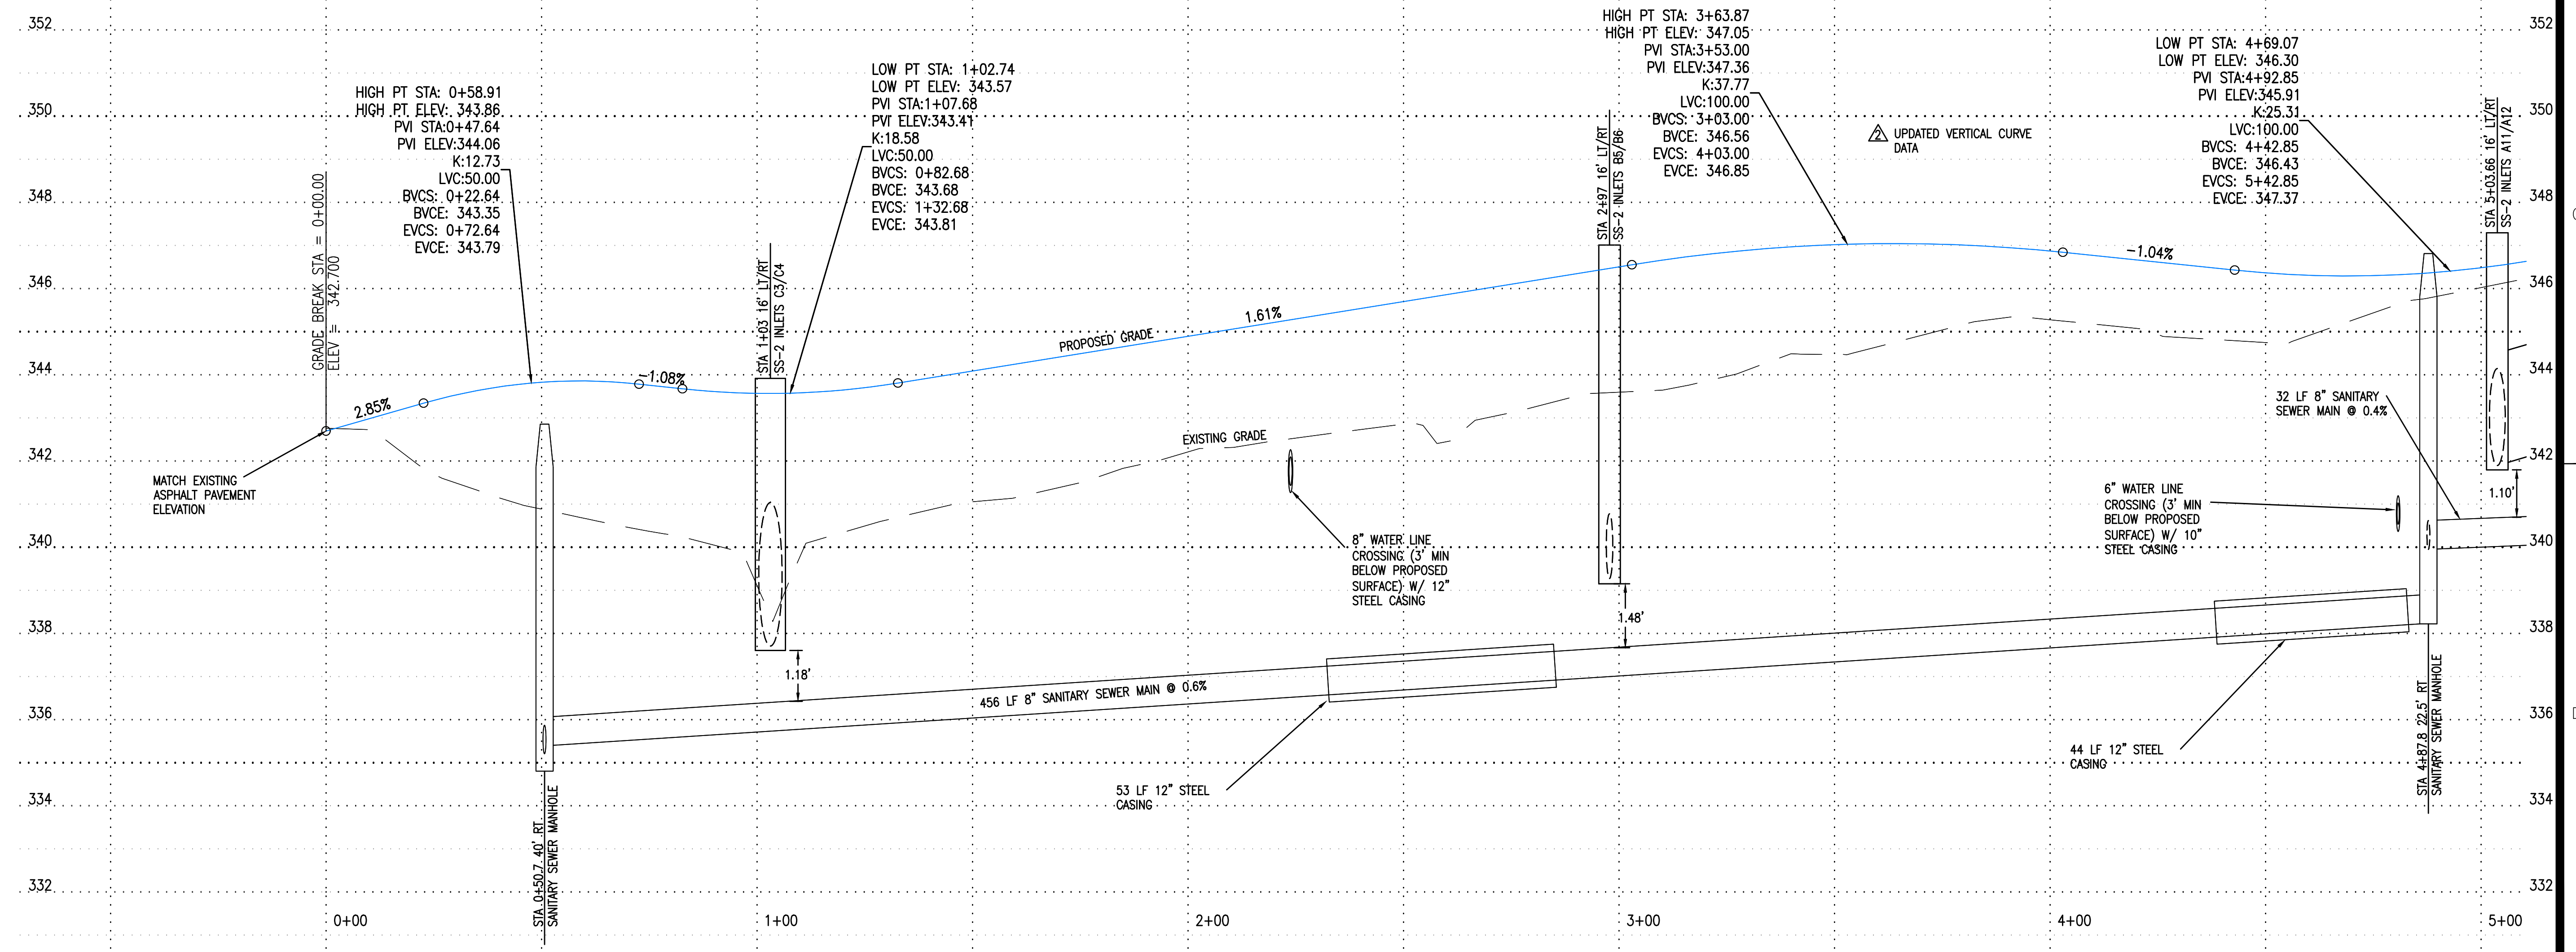 352
350
348
346
344
342
340
338
336
334
332
HIGH PT STA: 0+58.91
HIGH PT ELEV: 343.86
PVI STA:0+47.64
PVI ELEV:344.06
K:12.73
LVC:50.00
BVCS: 0+22.64
BVCE: 343.35
EVCS: 0+72.64
EVCE: 343.79
LOW PT STA: 1+02.74
LOW PT ELEV: 343.57
PVI STA:1+07.68
PVI ELEV:343.41
K:18.58
LVC:50.00
BVCS: 0+82.68
BVCE: 343.68
EVCS: 1+32.68
EVCE: 343.81
HIGH PT STA: 3+63.87
HIGH PT ELEV: 347.05
PVI STA:3+53.00
PVI ELEV:347.36
K:37.77
LVC:100.00
BVCS: 3+03.00
BVCE: 346.56
EVCS: 4+03.00
EVCE: 346.85
2
UPDATED VERTICAL CURVE
DATA
LOW PT STA: 4+69.07
LOW PT ELEV: 346.30
PVI STA:4+92.85
PVI ELEV:345.91
K:25.31
LVC:100.00
BVCS: 4+42.85
BVCE: 346.43
EVCS: 5+42.85
EVCE: 347.37
GRADE BREAK STA = 0+00.00
ELEV = 342.700
STA 1+03 16' LT/RT
SS-2 INLETS C3/C4
STA 2+97 16' LT/RT
SS-2 INLETS B5/B6
STA 5+03.66 16' LT/RT
SS-2 INLETS A11/A12
2.85%
-1.08%
PROPOSED GRADE
1.61%
-1.04%
EXISTING GRADE
MATCH EXISTING
ASPHALT PAVEMENT
ELEVATION
8" WATER LINE
CROSSING (3' MIN
BELOW PROPOSED
SURFACE) W/ 12"
STEEL CASING
32 LF 8" SANITARY
SEWER MAIN @ 0.4%
6" WATER LINE
CROSSING (3' MIN
BELOW PROPOSED
SURFACE) W/ 10"
STEEL CASING
1.10'
1.48'
1.18'
456 LF 8" SANITARY SEWER MAIN @ 0.6%
53 LF 12" STEEL
CASING
44 LF 12" STEEL
CASING
STA 0+50.7 40' RT
SANITARY SEWER MANHOLE
STA 4+87.8 22.5' RT
SANITARY SEWER MANHOLE
352
350
348
346
344
342
340
338
336
334
332
0+00
1+00
2+00
3+00
4+00
5+00